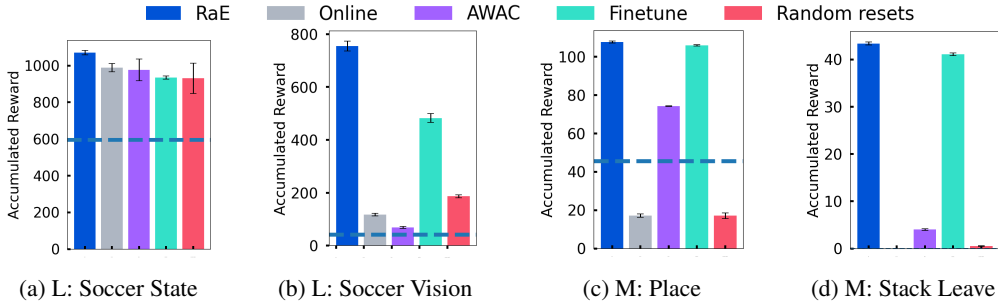 RaE Online AWAC Finetune Random resets
Accumulated Reward
1000
800
600
400
200
0
(a) L: Soccer State
Accumulated Reward
800
600
400
200
0
(b) L: Soccer Vision
Accumulated Reward
100
80
60
40
20
0
(c) M: Place
Accumulated Reward
40
30
20
10
0
(d) M: Stack Leave